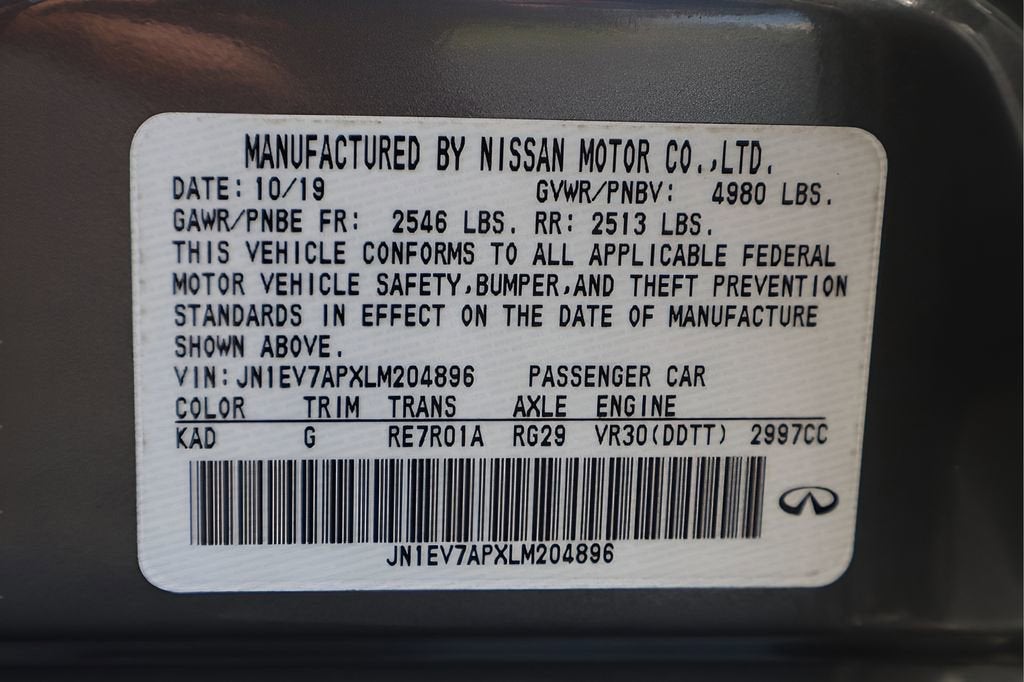 MANUFACTURED BY NISSAN MOTOR CO.,LTD.
DATE: 10/19 GVWR/PNBV: 4980 LBS.
GAWR/PNBE FR: 2546 LBS. RR: 2513 LBS.
THIS VEHICLE CONFORMS TO ALL APPLICABLE FEDERAL
MOTOR VEHICLE SAFETY,BUMPER,AND THEFT PREVENTION
STANDARDS IN EFFECT ON THE DATE OF MANUFACTURE
SHOWN ABOVE.
VIN: JN1EV7APXLM204896 PASSENGER CAR
COLOR TRIM TRANS AXLE ENGINE
KAD G RE7R01A RG29 VR30(DDTT) 2997CC
JN1EV7APXLM204896